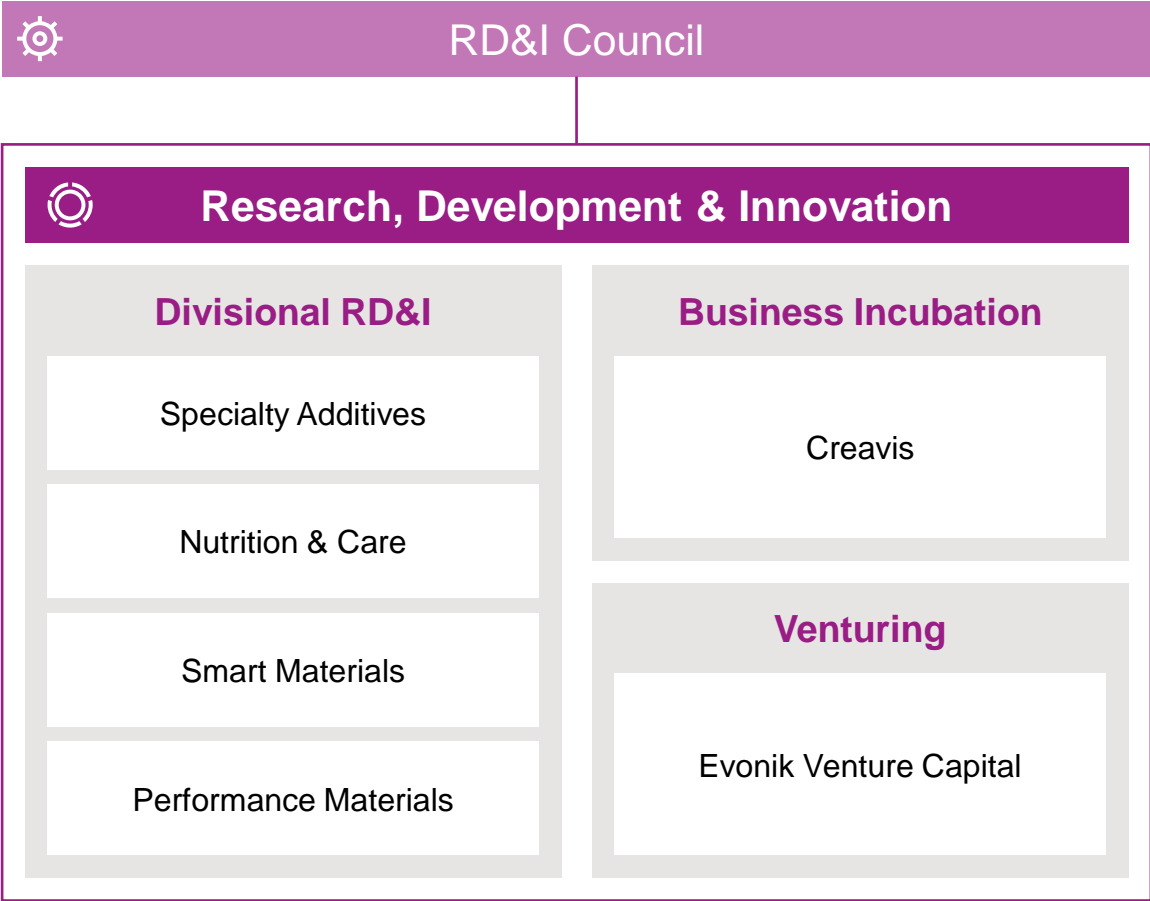 RD&I Council
Research, Development & Innovation
Divisional RD&I
Specialty Additives
Nutrition & Care
Smart Materials
Performance Materials
Business Incubation
Creavis
Venturing
Evonik Venture Capital